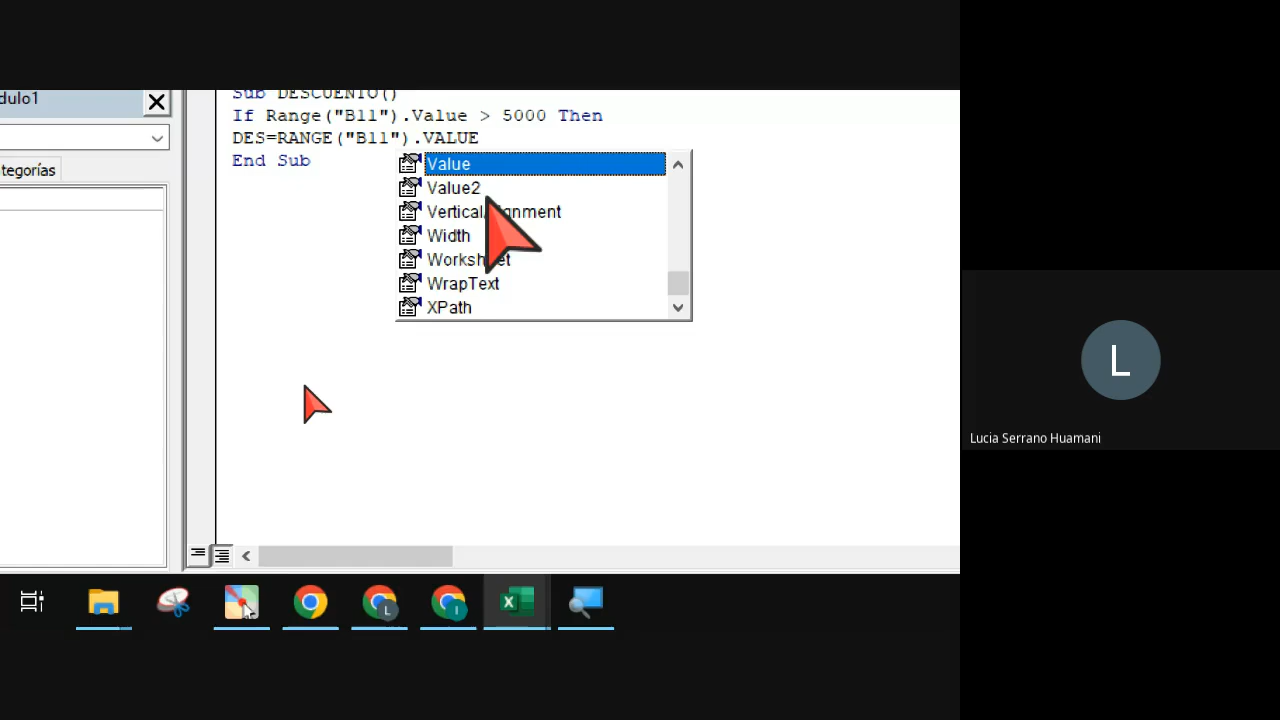 dulo1
Sub DESCUENTO()
If Range("B11").Value > 5000 Then
DES=RANGE("B11").VALUE
End Sub
tegorías
Value
Value2
Width
WrapText
XPath
L
Lucia Serrano Huamani
L
I
X